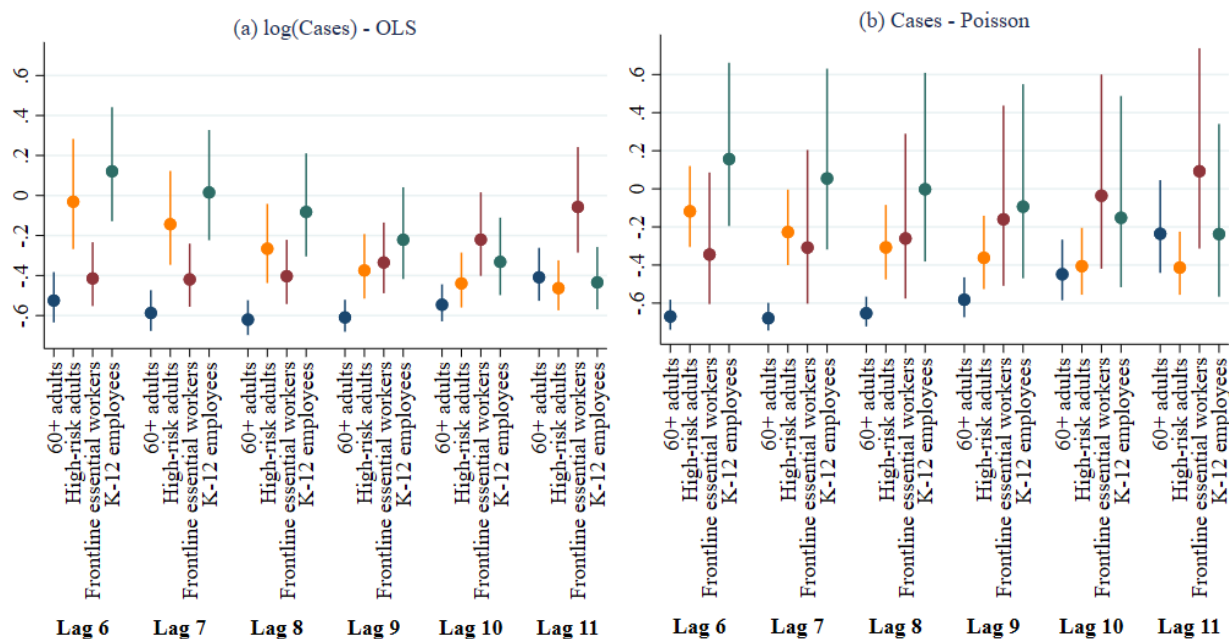 (a) log(Cases) - OLS
.6
.4
.2
0
-.2
-.4
-.6
60+ adults
High-risk adults
Frontline essential workers
K-12 employees
60+ adults
High-risk adults
Frontline essential workers
K-12 employees
60+ adults
High-risk adults
Frontline essential workers
K-12 employees
60+ adults
High-risk adults
Frontline essential workers
K-12 employees
60+ adults
High-risk adults
Frontline essential workers
K-12 employees
60+ adults
High-risk adults
Frontline essential workers
K-12 employees
Lag 6 Lag 7 Lag 8 Lag 9 Lag 10 Lag 11
(b) Cases - Poisson
.6
.4
.2
0
-.2
-.4
-.6
60+ adults
High-risk adults
Frontline essential workers
K-12 employees
60+ adults
High-risk adults
Frontline essential workers
K-12 employees
60+ adults
High-risk adults
Frontline essential workers
K-12 employees
60+ adults
High-risk adults
Frontline essential workers
K-12 employees
60+ adults
High-risk adults
Frontline essential workers
K-12 employees
60+ adults
High-risk adults
Frontline essential workers
K-12 employees
Lag 6 Lag 7 Lag 8 Lag 9 Lag 10 Lag 11